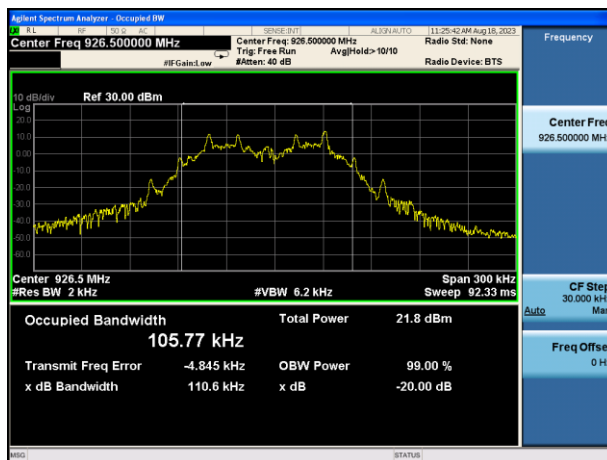 Agilent Spectrum Analyzer - Occupied BW
RL RF 50 Ω AC SENSE:INT ALIGN AUTO 11:25:42 AM Aug 18, 2023
Center Freq 926.500000 MHz
Center Freq: 926.500000 MHz
Radio Std: None
Trig: Free Run Avg|Hold:> 10/10
#IFGain:Low #Atten: 40 dB Radio Device: BTS
Frequency
10 dB/div Ref 30.00 dBm
Log
20.0
10.0
0.00
-10.0
-20.0
-30.0
-40.0
-50.0
-60.0
Center 926.5 MHz Span 300 kHz
#Res BW 2 kHz #VBW 6.2 kHz Sweep 92.33 ms
Occupied Bandwidth Total Power 21.8 dBm
105.77 kHz
Transmit Freq Error -4.845 kHz OBW Power 99.00 %
x dB Bandwidth 110.6 kHz x dB -20.00 dB
Center Fre
926.500000 MH
CF Step
30.000 kH
Auto Ma
Freq Offse
0 H
MSG STATUS